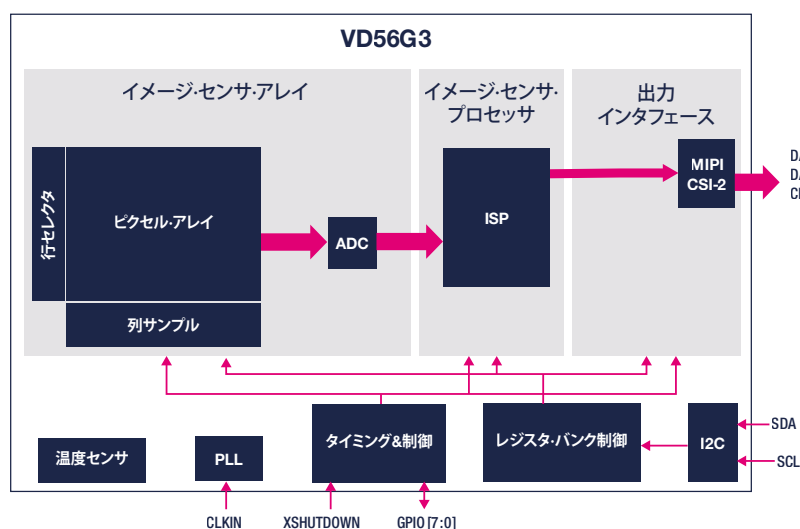 VD56G3
イメージ・センサ・アレイ
イメージ・センサ・
プロセッサ
出力
インタフェース
行セレクタ
ピクセル・アレイ
列サンプル
ADC
ISP
MIPI
CSI-2
温度センサ
PLL
タイミング&制御
レジスタ・バンク制御
I2C
SDA
SCL
CLKIN
XSHUTDOWN
GPIO [7:0]